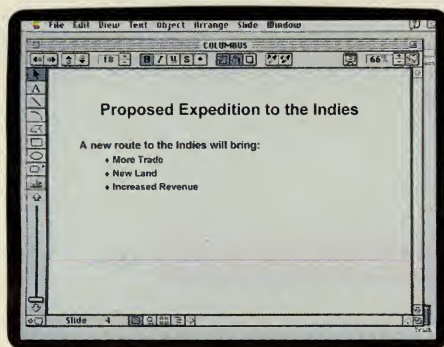 File Edit View Text Object Arrange Slide Window
COLUMBUS
18 B I U S 66%
A
Proposed Expedition to the Indies
A new route to the Indies will bring:
♦ More Trade
♦ New Land
♦ Increased Revenue
Slide 4